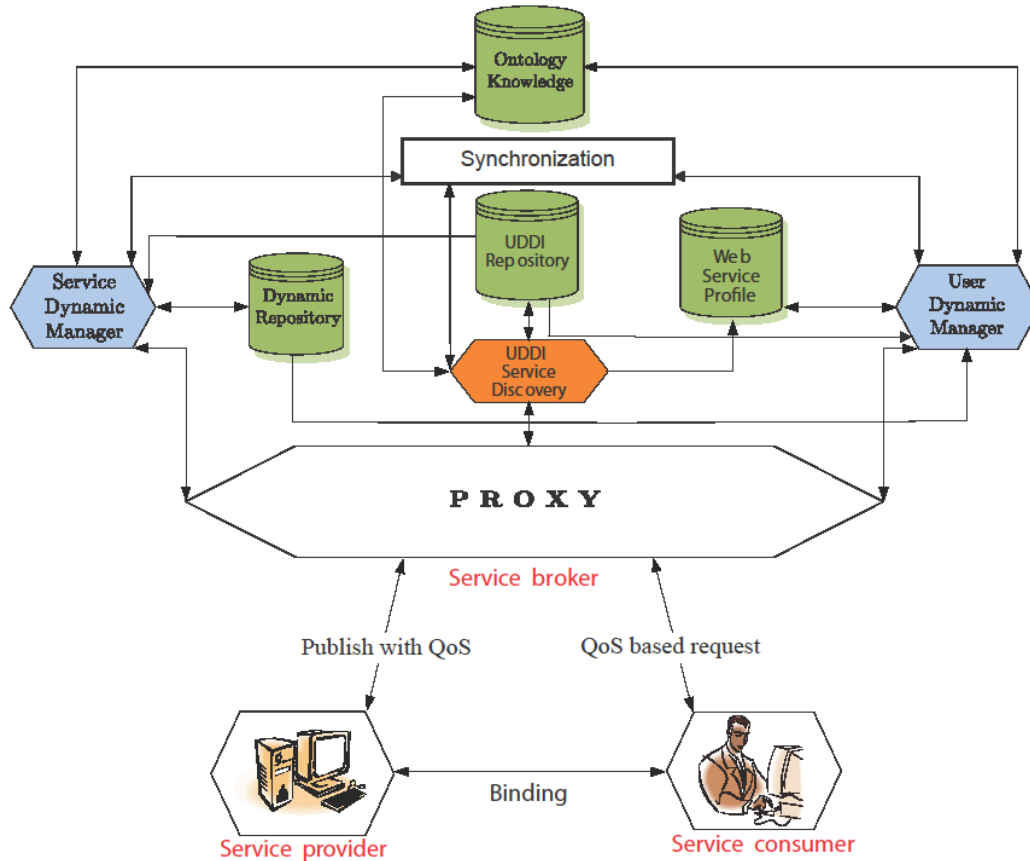 Ontology
Knowledge
Synchronization
UDDI
Repository
Web
Service
Profile
Service
Dynamic
Manager
Dynamic
Repository
User
Dynamic
Manager
UDDI
Service
Discovery
PROXY
Service broker
Publish with QoS
QoS based request
Binding
Service provider
Service consumer